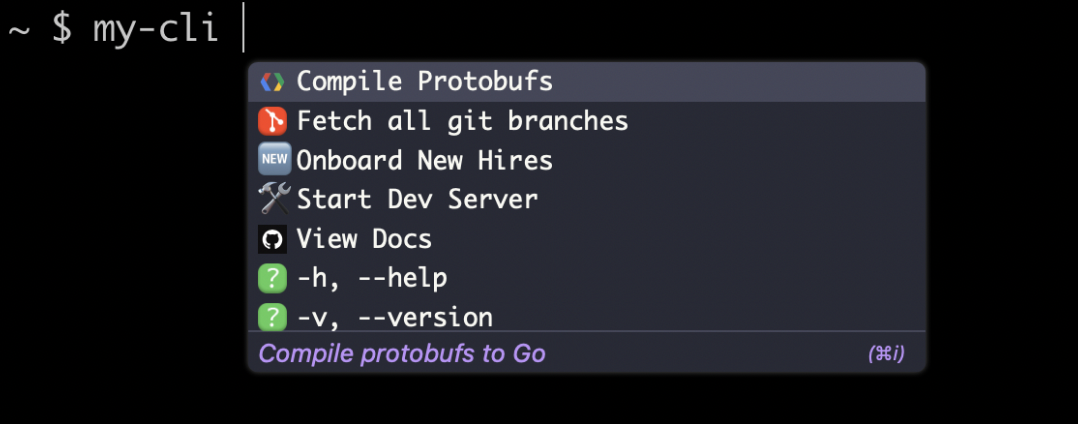 ~ $ my-cli
Compile Protobufs
Fetch all git branches
NEW Onboard New Hires
Start Dev Server
View Docs
? -h, --help
? -v, --version
Compile protobufs to Go (⌘i)